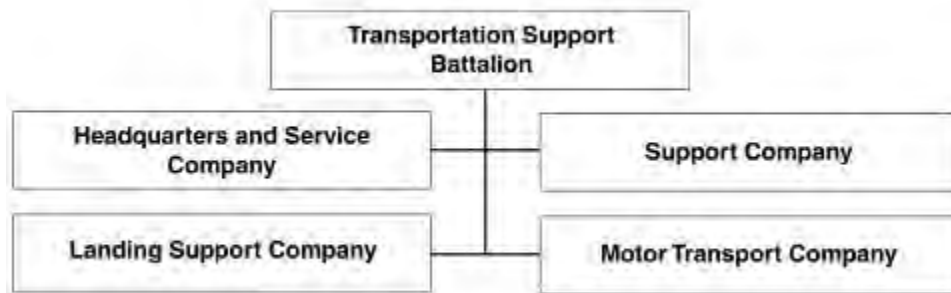 Transportation Support
Battalion
Headquarters and Service
Company
Support Company
Landing Support Company
Motor Transport Company